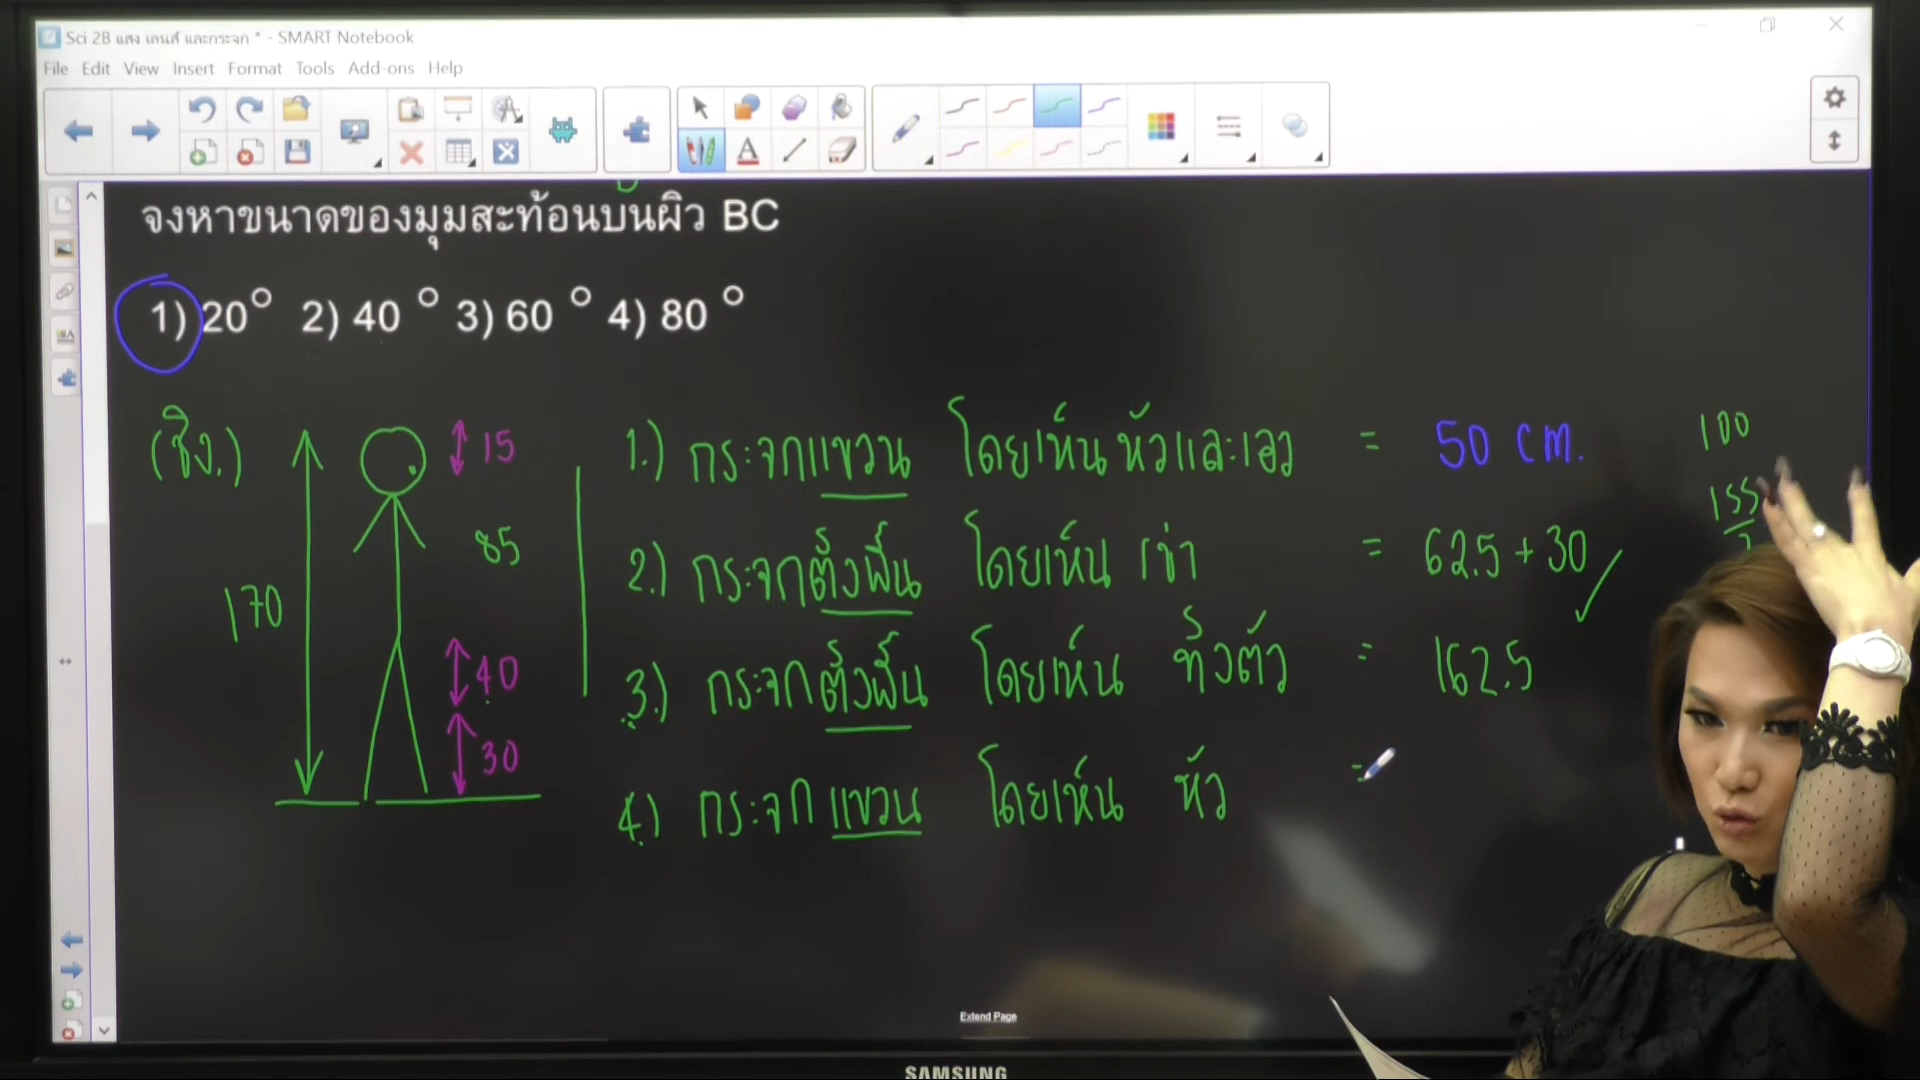 Sci 2B แสง เลนส์ และกระจก * - SMART Notebook
File Edit View Insert Format Tools Add-ons Help
จงหาขนาดของมุมสะท้อนบนผิว BC
1) 20° 2) 40° 3) 60° 4) 80°
(ชิง.)
170
15
85
40
30
1.) กระจกแขวน โดยเห็นหัวและเอว = 50 cm.
2.) กระจกตั้งพื้น โดยเห็น เข่า = 62.5 + 30
3.) กระจกตั้งพื้น โดยเห็น ทั้งตัว = 162.5
4.) กระจกแขวน โดยเห็น หัว =
100
155
Extend Page
SAMSUNG